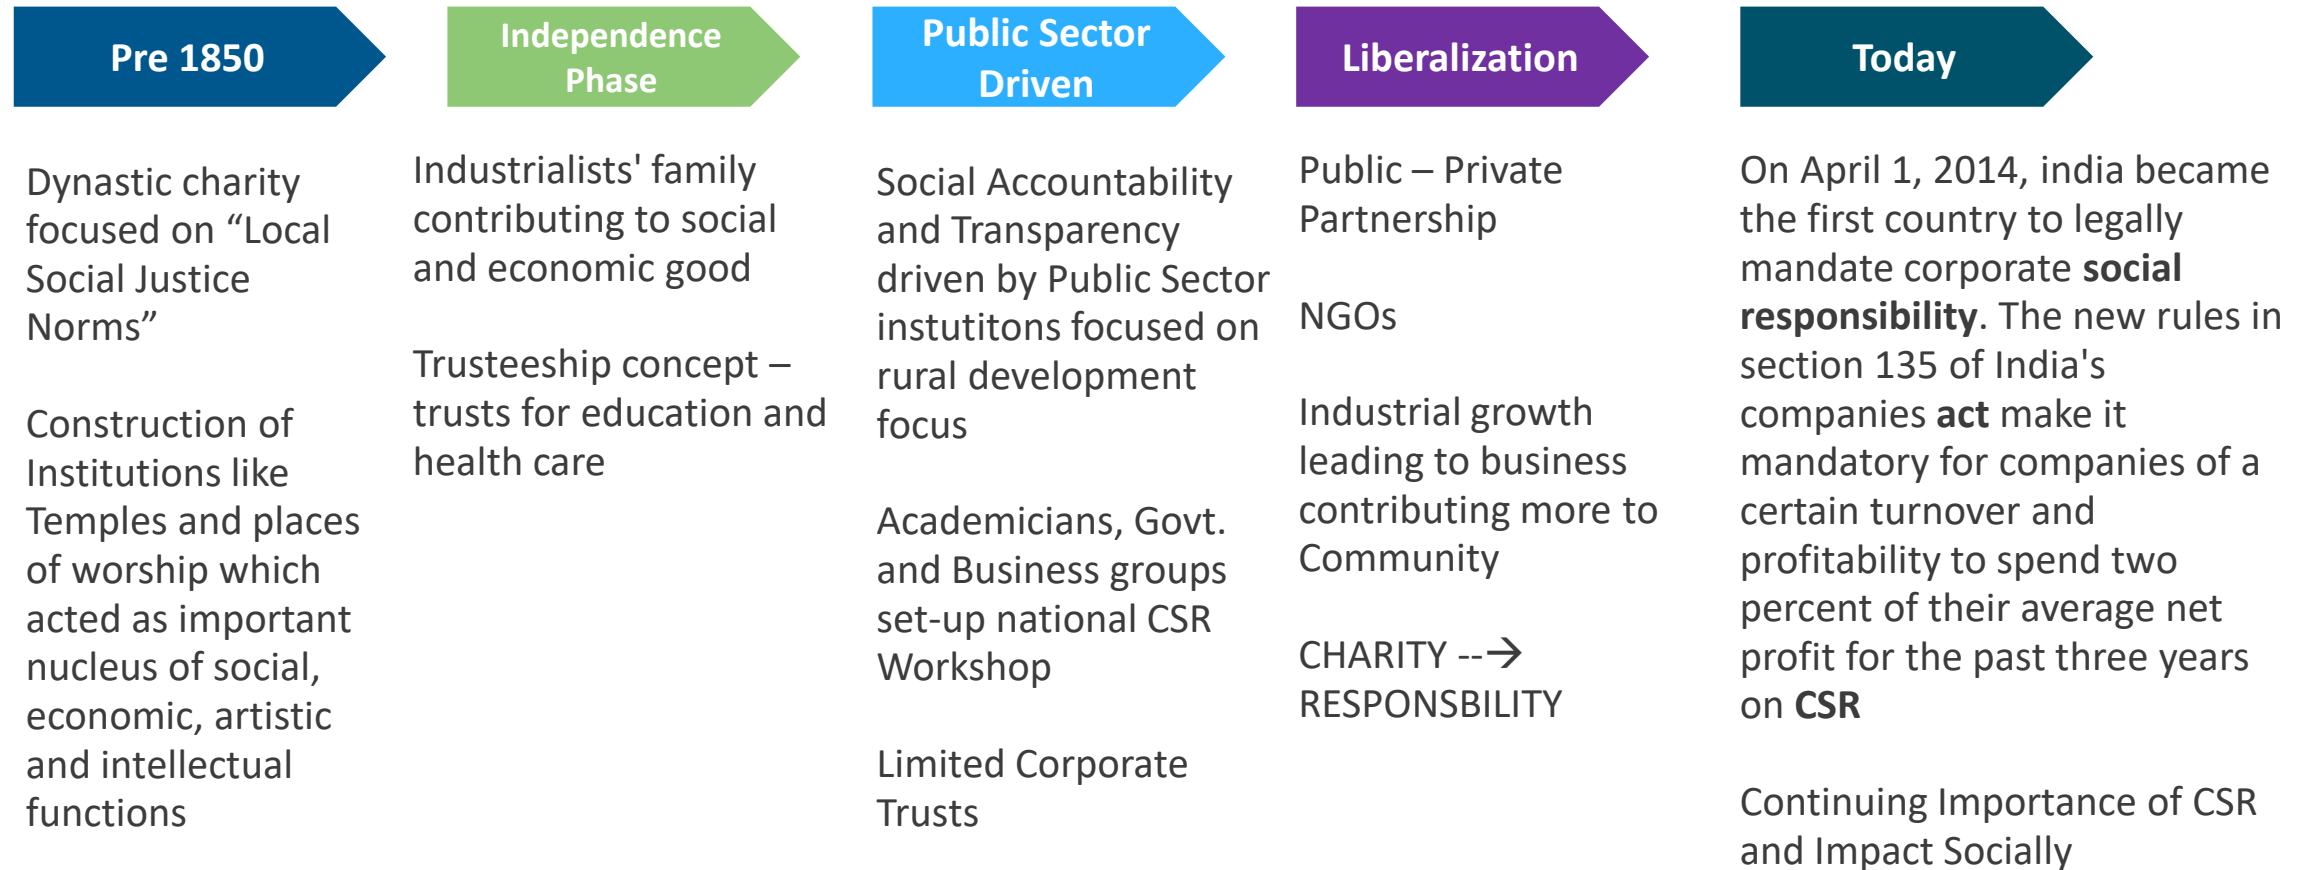 Pre 1850
Dynastic charity
focused on “Local
Social Justice
Norms”
Construction of
Institutions like
Temples and places
of worship which
acted as important
nucleus of social,
economic, artistic
and intellectual
functions
Independence
Phase
Industrialists' family
contributing to social
and economic good
Trusteeship concept –
trusts for education and
health care
Public Sector
Driven
Social Accountability
and Transparency
driven by Public Sector
instutitons focused on
rural development
focus
Academicians, Govt.
and Business groups
set-up national CSR
Workshop
Limited Corporate
Trusts
Liberalization
Public – Private
Partnership
NGOs
Industrial growth
leading to business
contributing more to
Community
CHARITY --→
RESPONSBILITY
Today
On April 1, 2014, india became
the first country to legally
mandate corporate social
responsibility. The new rules in
section 135 of India's
companies act make it
mandatory for companies of a
certain turnover and
profitability to spend two
percent of their average net
profit for the past three years
on CSR
Continuing Importance of CSR
and Impact Socially